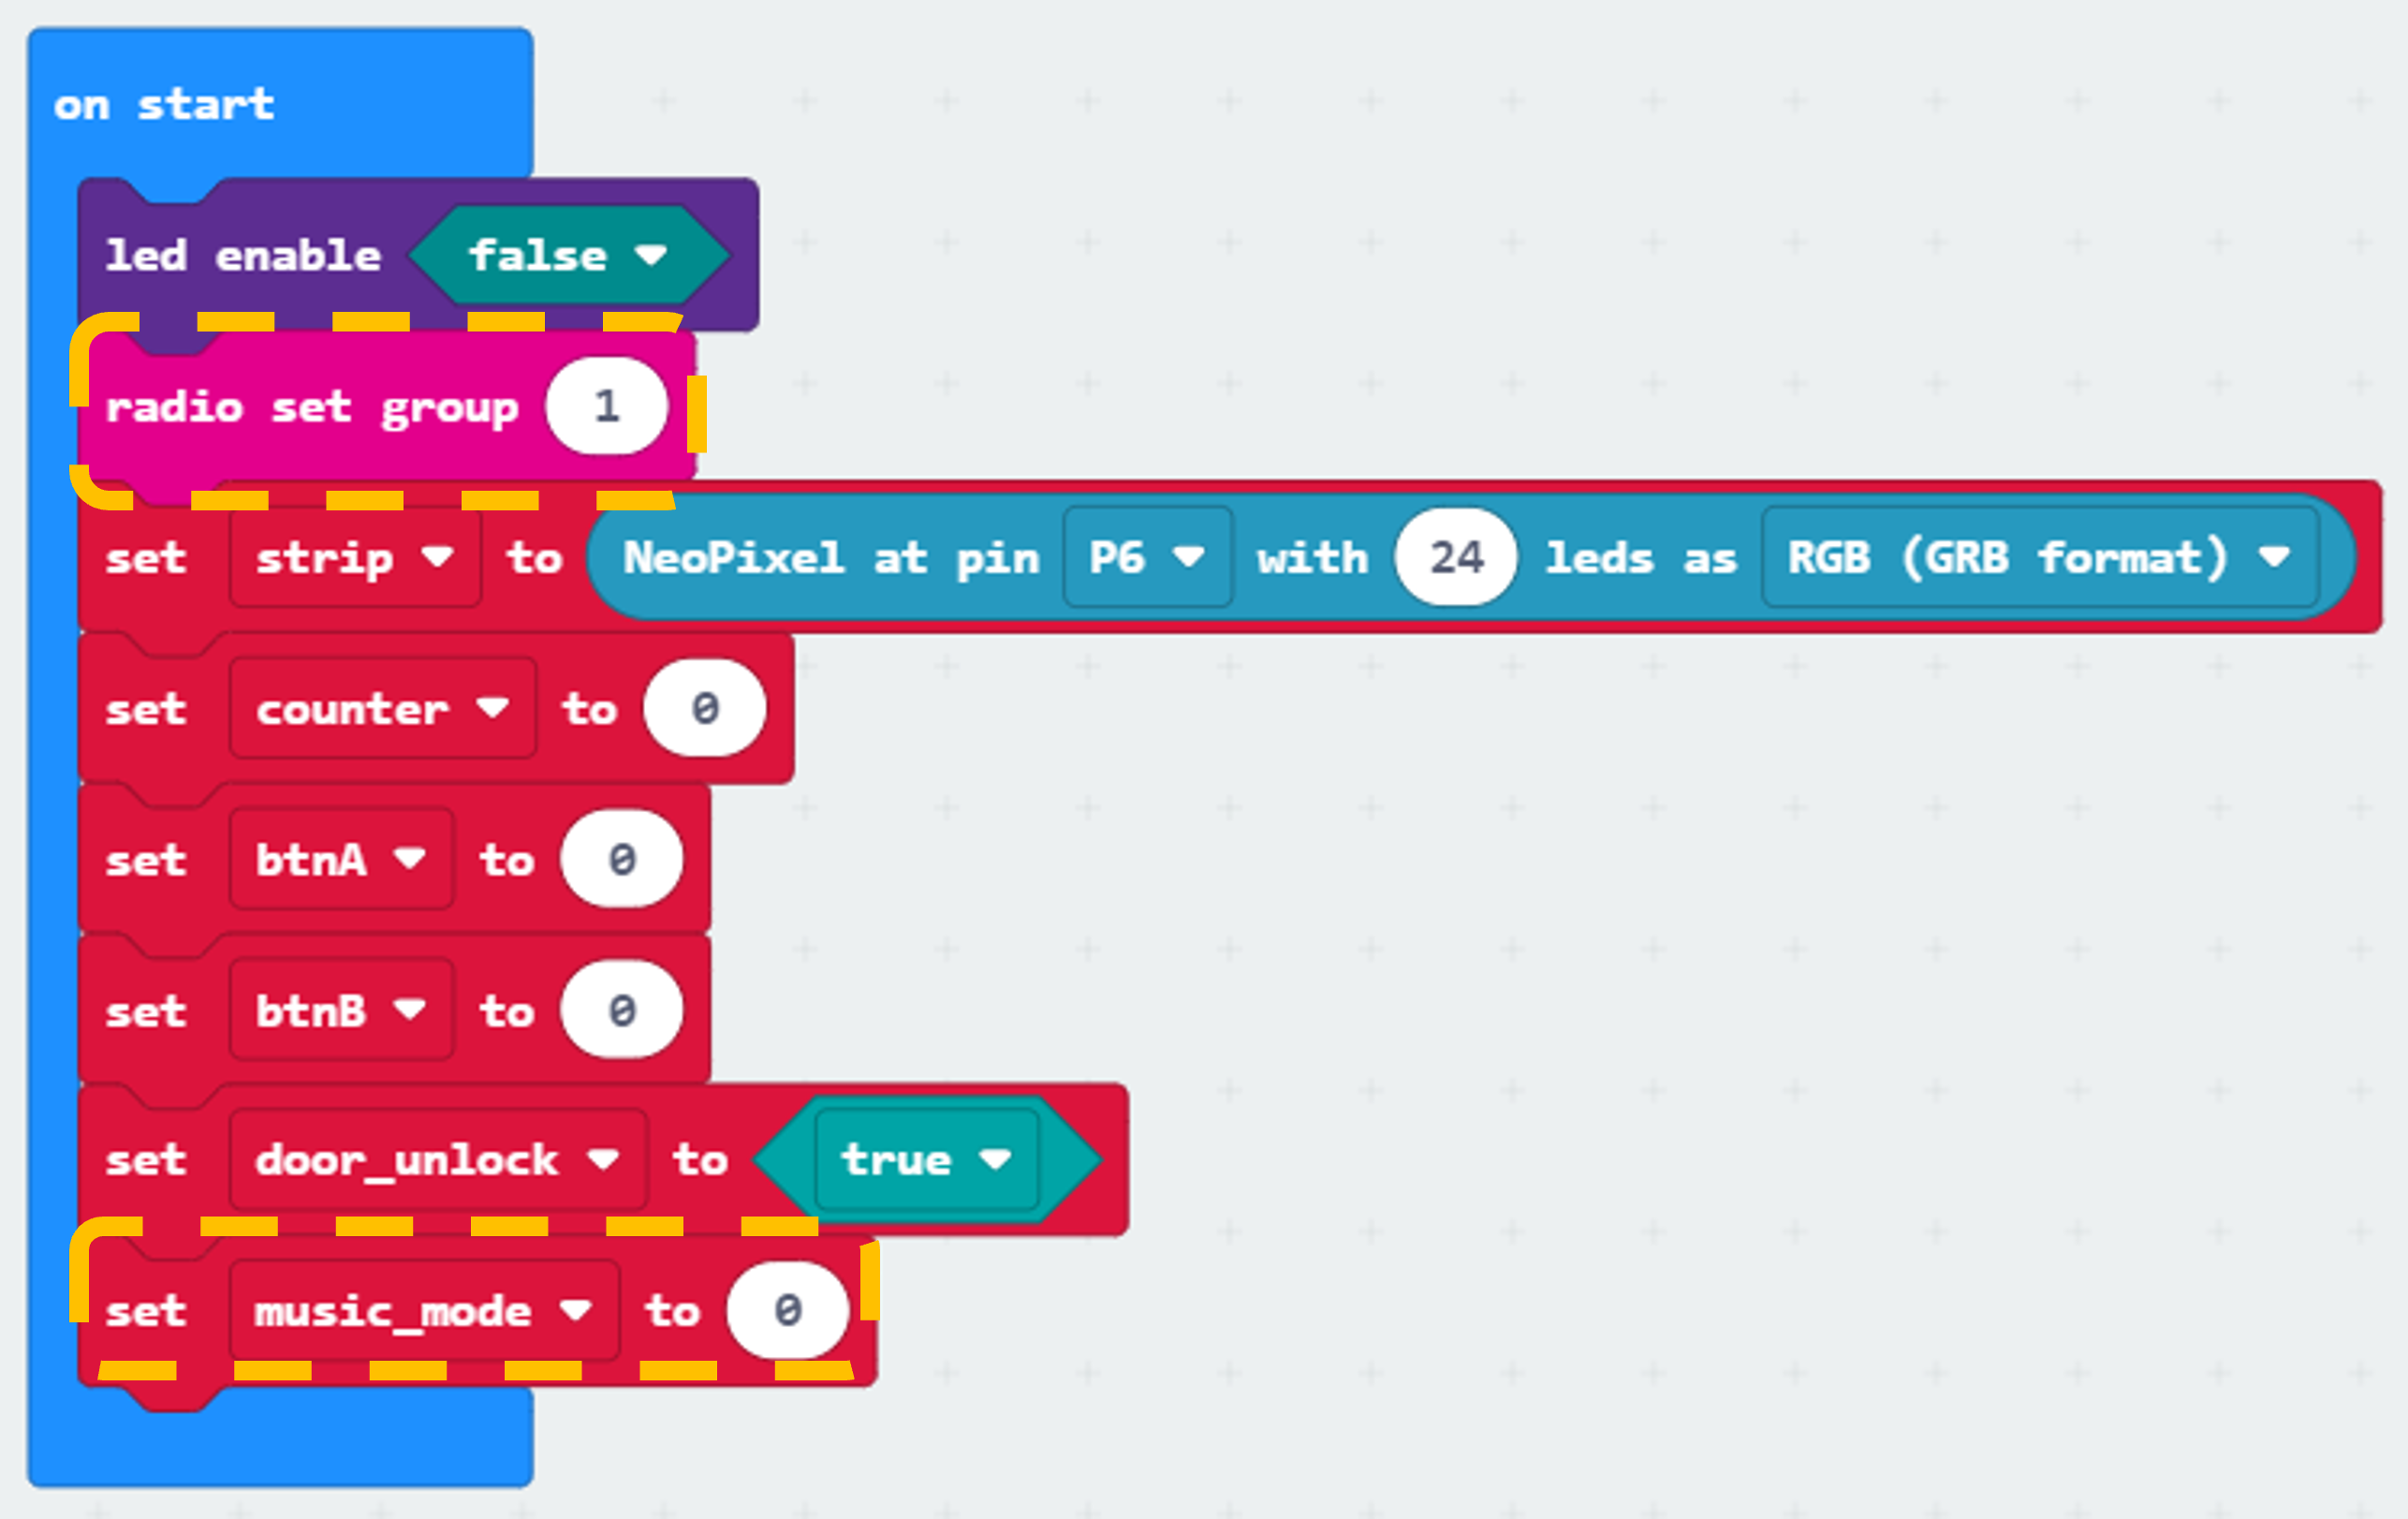 on start
led enable false
radio set group 1
set strip to NeoPixel at pin P6 with 24 leds as RGB (GRB format)
set counter to 0
set btnA to 0
set btnB to 0
set door_unlock to true
set music_mode to 0